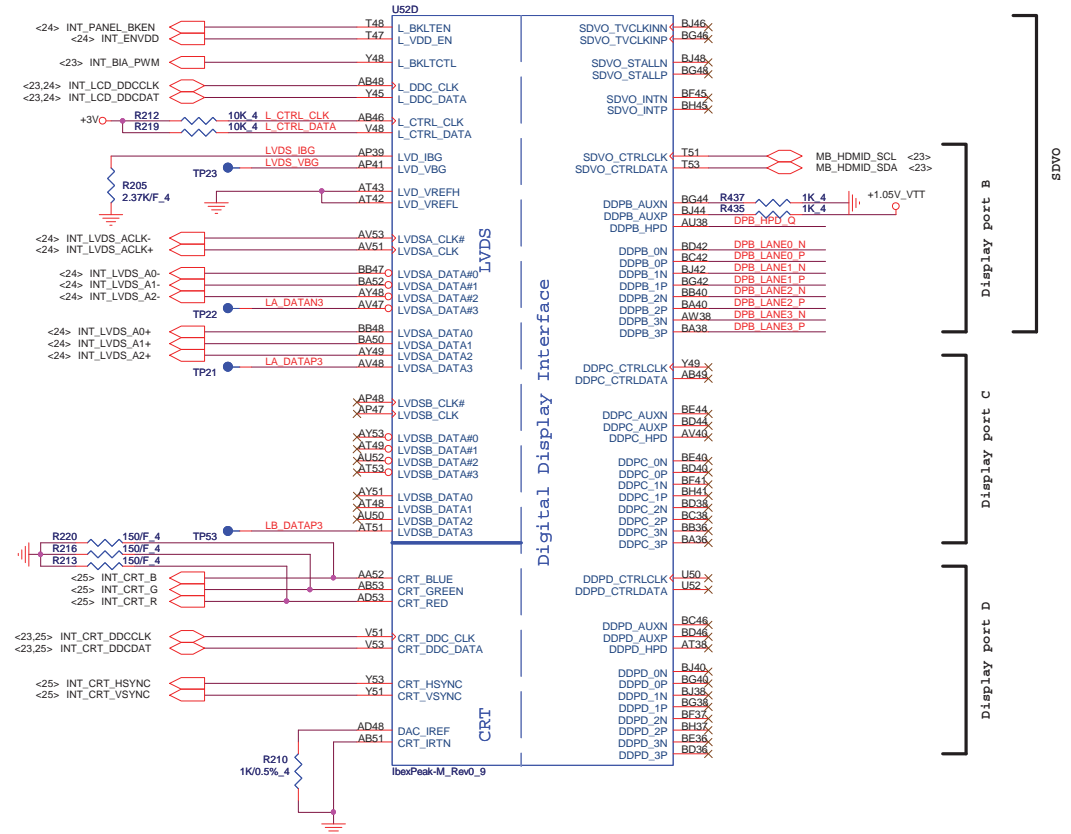 U52D
<24> INT_PANEL_BKEN T48 L_BKLTEN
<24> INT_ENVDD T47 L_VDD_EN
<23> INT_BIA_PWM Y48 L_BKLTCTL
<23,24> INT_LCD_DDCCLK AB48 L_DDC_CLK
<23,24> INT_LCD_DDCDAT Y45 L_DDC_DATA
+3V R212 10K_4 L_CTRL_CLK AB46 L_CTRL_CLK
R219 10K_4 L_CTRL_DATA V48 L_CTRL_DATA
LVDS_IBG AP39 LVD_IBG
TP23 LVDS_VBG AP41 LVD_VBG
R205
2.37K/F_4
AT43 LVD_VREFH
AT42 LVD_VREFL
<24> INT_LVDS_ACLK- AV53 LVDSA_CLK#
<24> INT_LVDS_ACLK+ AV51 LVDSA_CLK
<24> INT_LVDS_A0- BB47 LVDSA_DATA#0
<24> INT_LVDS_A1- BA52 LVDSA_DATA#1
<24> INT_LVDS_A2- AY48 LVDSA_DATA#2
TP22 LA_DATAN3 AV47 LVDSA_DATA#3
<24> INT_LVDS_A0+ BB48 LVDSA_DATA0
<24> INT_LVDS_A1+ BA50 LVDSA_DATA1
<24> INT_LVDS_A2+ AY49 LVDSA_DATA2
TP21 LA_DATAP3 AV48 LVDSA_DATA3
AP48 LVDSB_CLK#
AP47 LVDSB_CLK
AY53 LVDSB_DATA#0
AT49 LVDSB_DATA#1
AU52 LVDSB_DATA#2
AT53 LVDSB_DATA#3
AY51 LVDSB_DATA0
AT48 LVDSB_DATA1
AU50 LVDSB_DATA2
TP53 LB_DATAP3 AT51 LVDSB_DATA3
R220 150/F_4
R216 150/F_4
R213 150/F_4
<25> INT_CRT_B AA52 CRT_BLUE
<25> INT_CRT_G AB53 CRT_GREEN
<25> INT_CRT_R AD53 CRT_RED
<23,25> INT_CRT_DDCCLK V51 CRT_DDC_CLK
<23,25> INT_CRT_DDCDAT V53 CRT_DDC_DATA
<25> INT_CRT_HSYNC Y53 CRT_HSYNC
<25> INT_CRT_VSYNC Y51 CRT_VSYNC
AD48 DAC_IREF
AB51 CRT_IRTN
R210
1K/0.5%_4
IbexPeak-M_Rev0_9
LVDS
CRT
Digital Display Interface
SDVO_TVCLKINN BJ46
SDVO_TVCLKINP BG46
SDVO_STALLN BJ48
SDVO_STALLP BG48
SDVO_INTN BF45
SDVO_INTP BH45
SDVO_CTRLCLK T51 MB_HDMID_SCL <23>
SDVO_CTRLDATA T53 MB_HDMID_SDA <23>
DDPB_AUXN BG44 R437 1K_4
DDPB_AUXP BJ44 R435 1K_4 +1.05V_VTT
DDPB_HPD AU38 DPB_HPD_Q
DDPB_0N BD42 DPB_LANE0_N
DDPB_0P BC42 DPB_LANE0_P
DDPB_1N BJ42 DPB_LANE1_N
DDPB_1P BG42 DPB_LANE1_P
DDPB_2N BB40 DPB_LANE2_N
DDPB_2P BA40 DPB_LANE2_P
DDPB_3N AW38 DPB_LANE3_N
DDPB_3P BA38 DPB_LANE3_P
DDPC_CTRLCLK Y49
DDPC_CTRLDATA AB49
DDPC_AUXN BE44
DDPC_AUXP BD44
DDPC_HPD AV40
DDPC_0N BE40
DDPC_0P BD40
DDPC_1N BF41
DDPC_1P BH41
DDPC_2N BD38
DDPC_2P BC38
DDPC_3N BB36
DDPC_3P BA36
DDPD_CTRLCLK U50
DDPD_CTRLDATA U52
DDPD_AUXN BC46
DDPD_AUXP BD46
DDPD_HPD AT38
DDPD_0N BJ40
DDPD_0P BG40
DDPD_1N BJ38
DDPD_1P BG38
DDPD_2N BF37
DDPD_2P BH37
DDPD_3N BE36
DDPD_3P BD36
Display port B
SDVO
Display port C
Display port D